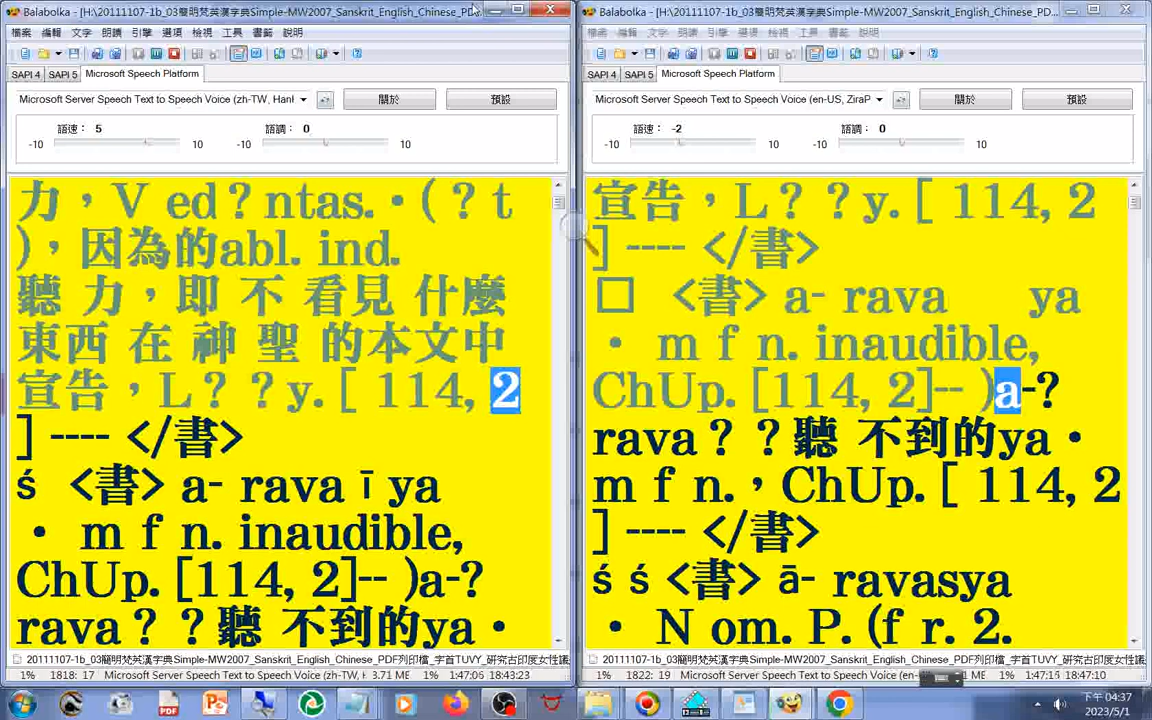 Balabolka - [H:\20111107-1b_03簡明梵英漢字典Simple-MW2007_Sanskrit_English_Chinese_PD
檔案 編輯 文字 朗讀 引擎 選項 檢視 工具 書籤 說明
SAPI 4 SAPI 5 Microsoft Speech Platform
Microsoft Server Speech Text to Speech Voice (zh-TW, Hanl
關於
預設
語速： 5
語調： 0
-10 10 -10 10
力，V ed？ntas.·(？t
)，因為的abl. ind.
聽 力，即 不 看見 什麼
東西 在 神 聖 的本文中
宣告，L？？y. [ 114, 2
] ---- </書>
ś <書> a- rava ī ya
· m f n. inaudible,
ChUp. [114, 2]-- )a-?
rava？？聽 不到的ya·
20111107-1b_03簡明梵英漢字典Simple-MW2007_Sanskrit_English_Chinese_PDF列印檔_字首TUVY_研究古印度女性議
1% 1818: 17 Microsoft Server Speech Text to Speech Voice (zh-TW, H 3.71 ME 1% 1:47:06 18:43:23
Balabolka - [H:\20111107-1b_03簡明梵英漢字典Simple-MW2007_Sanskrit_English_Chinese_PD...
檔案 編輯 文字 朗讀 引擎 選項 檢視 工具 書籤 說明
SAPI 4 SAPI 5 Microsoft Speech Platform
Microsoft Server Speech Text to Speech Voice (en-US, ZiraP
關於
預設
語速： -2
語調： 0
-10 10 -10 10
宣告，L？？y. [ 114, 2
] ---- </書>
□ <書> a- rava ya
· m f n. inaudible,
ChUp. [114, 2]-- )a-?
rava？？聽 不到的ya·
m f n.，ChUp. [ 114, 2
] ---- </書>
ś ś <書> ā- ravasya
· N om. P. (f r. 2.
20111107-1b_03簡明梵英漢字典Simple-MW2007_Sanskrit_English_Chinese_PDF列印檔_字首TUVY_研究古印度女性議
1% 1822: 19 Microsoft Server Speech Text to Speech Voice 1% 1:47:15 18:47:10
下午 04:37
2023/5/1